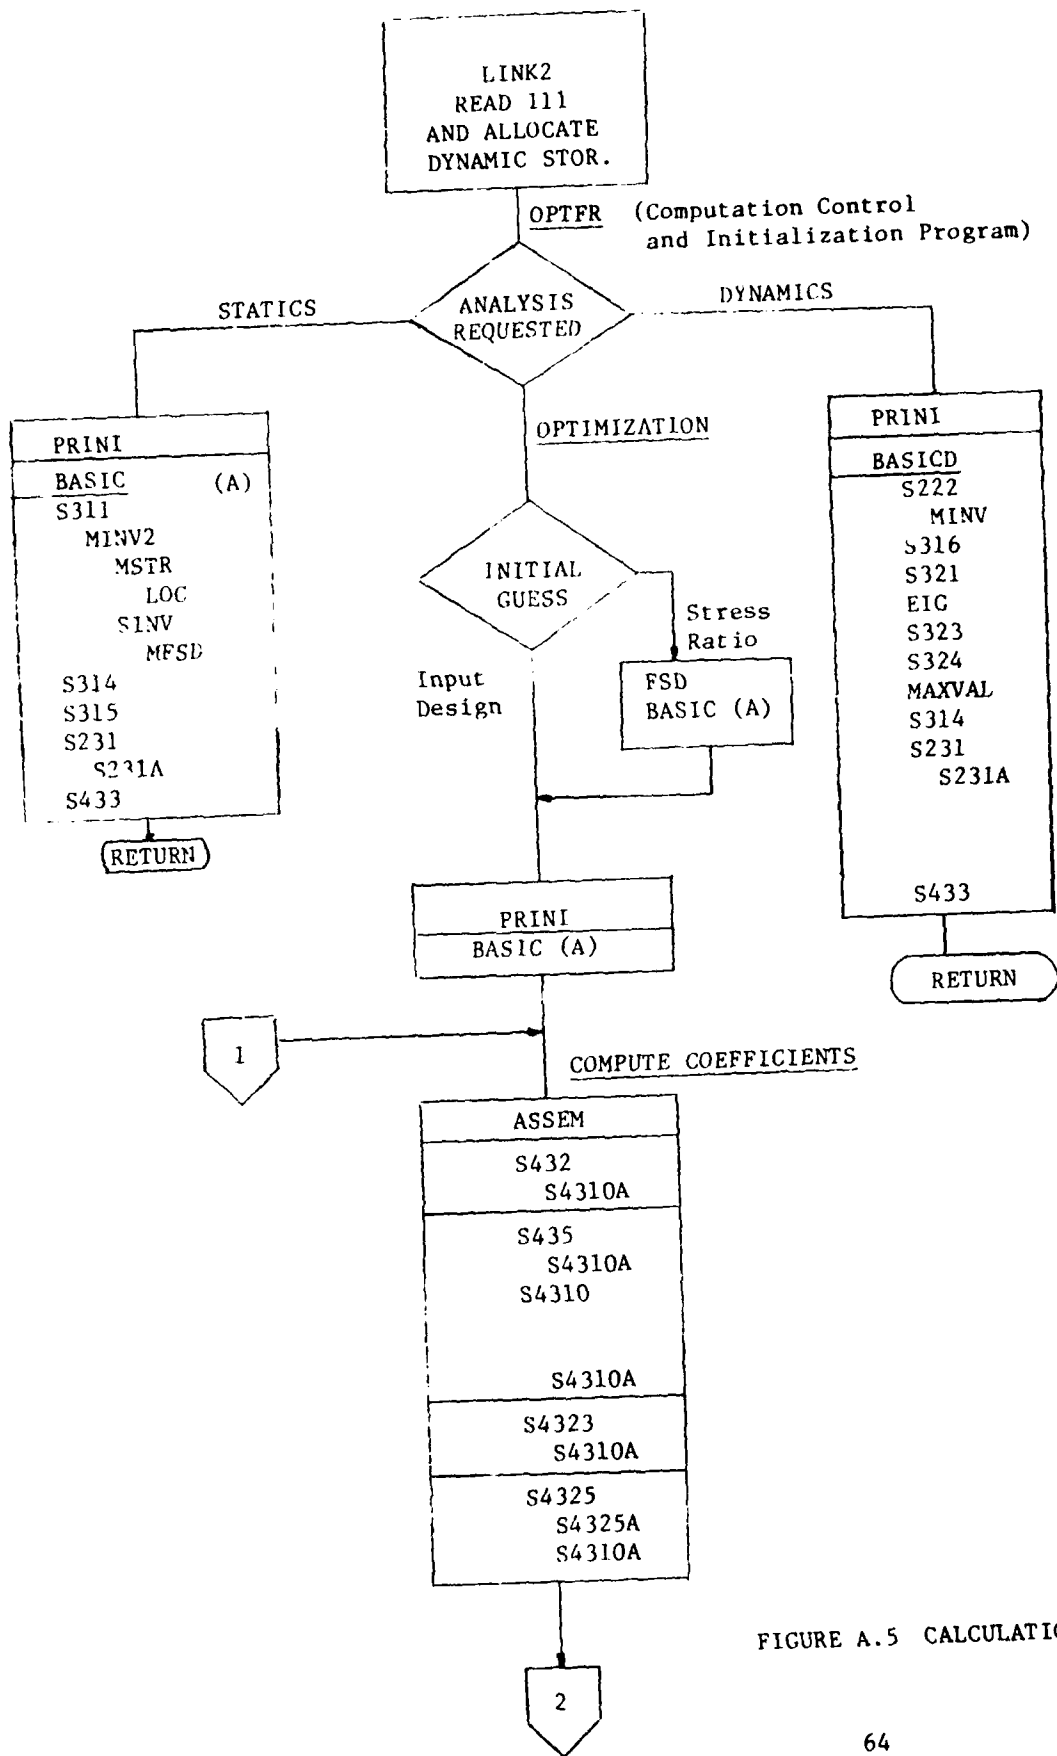 LINK2
READ 111
AND ALLOCATE
DYNAMIC STOR.
OPTFR (Computation Control
and Initialization Program)
STATICS
ANALYSIS
REQUESTED
DYNAMICS
PRINI
BASIC (A)
S311
MINV2
MSTR
LOC
SINV
MFSD
S314
S315
S231
S231A
S433
RETURN
OPTIMIZATION
INITIAL
GUESS
Stress
Ratio
Input
Design
FSD
BASIC (A)
PRINI
BASICD
S222
MINV
S316
S321
EIG
S323
S324
MAXVAL
S314
S231
S231A
S433
RETURN
PRINI
BASIC (A)
1
COMPUTE COEFFICIENTS
ASSEM
S432
S4310A
S435
S4310A
S4310
S4310A
S4323
S4310A
S4325
S4325A
S4310A
2
FIGURE A.5 CALCULATIO
64